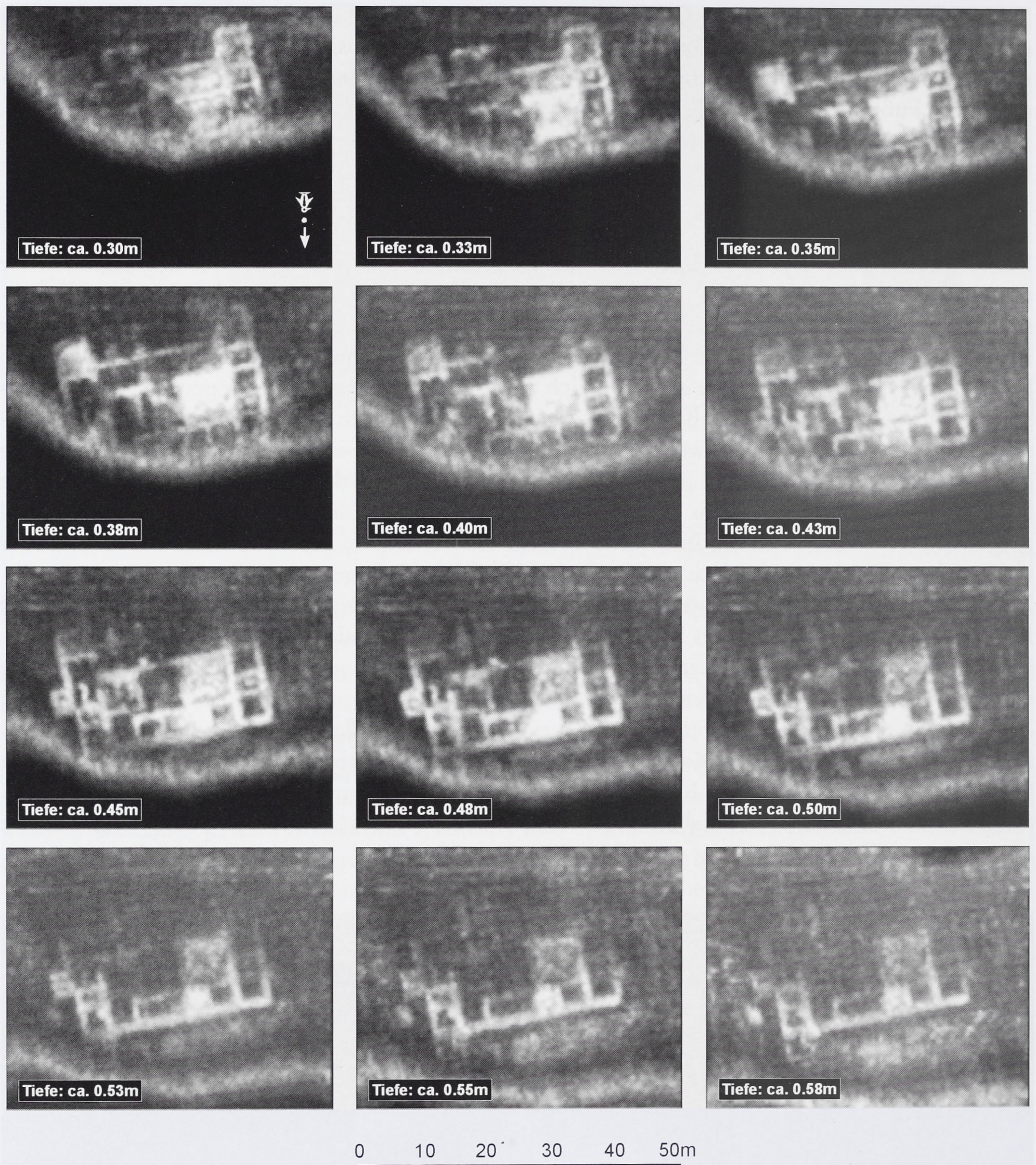 Tiefe: ca. 0.30m
Tiefe: ca. 0.33m
Tiefe: ca. 0.35m
Tiefe: ca. 0.38m
Tiefe: ca. 0.40m
Tiefe: ca. 0.43m
Tiefe: ca. 0.45m
Tiefe: ca. 0.48m
Tiefe: ca. 0.50m
Tiefe: ca. 0.53m
Tiefe: ca. 0.55m
Tiefe: ca. 0.58m
0 10 20 30 40 50m